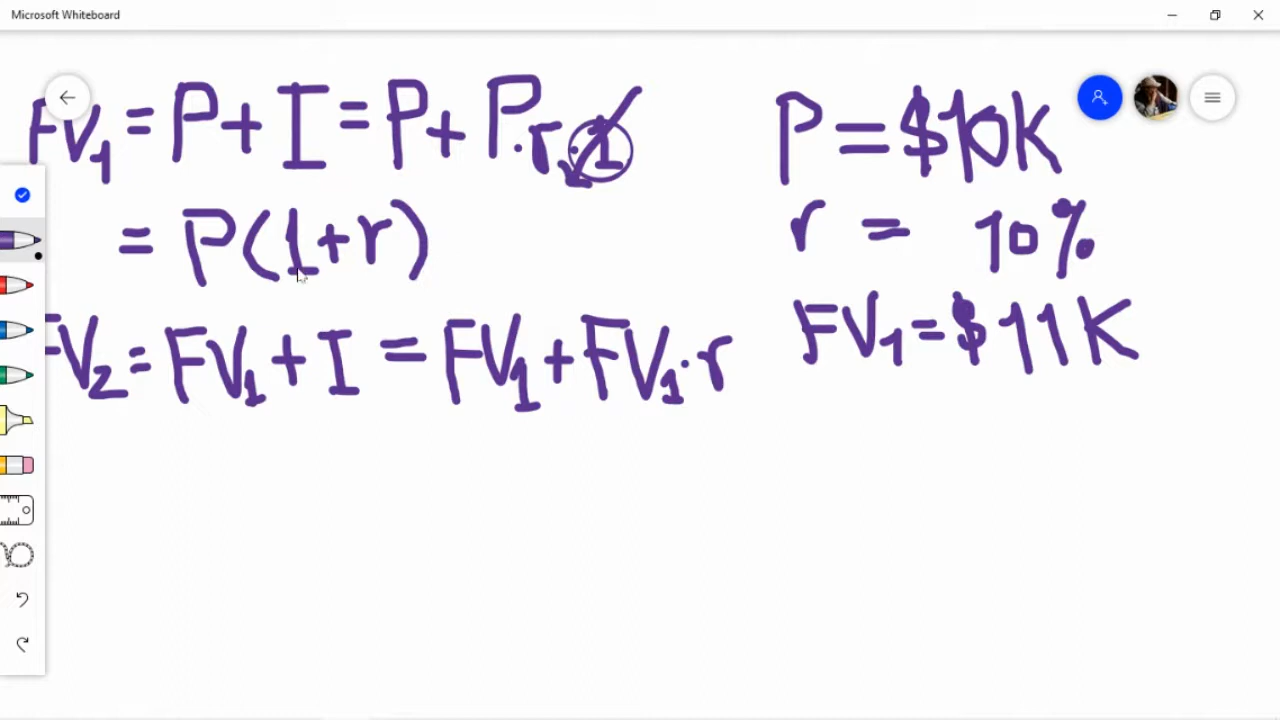 Microsoft Whiteboard
FV₁ = P + I = P + P·r·1
= P(1+r)
FV₂ = FV₁ + I = FV₁ + FV₁·r
P = $10K
r = 10%
FV₁ = $11K